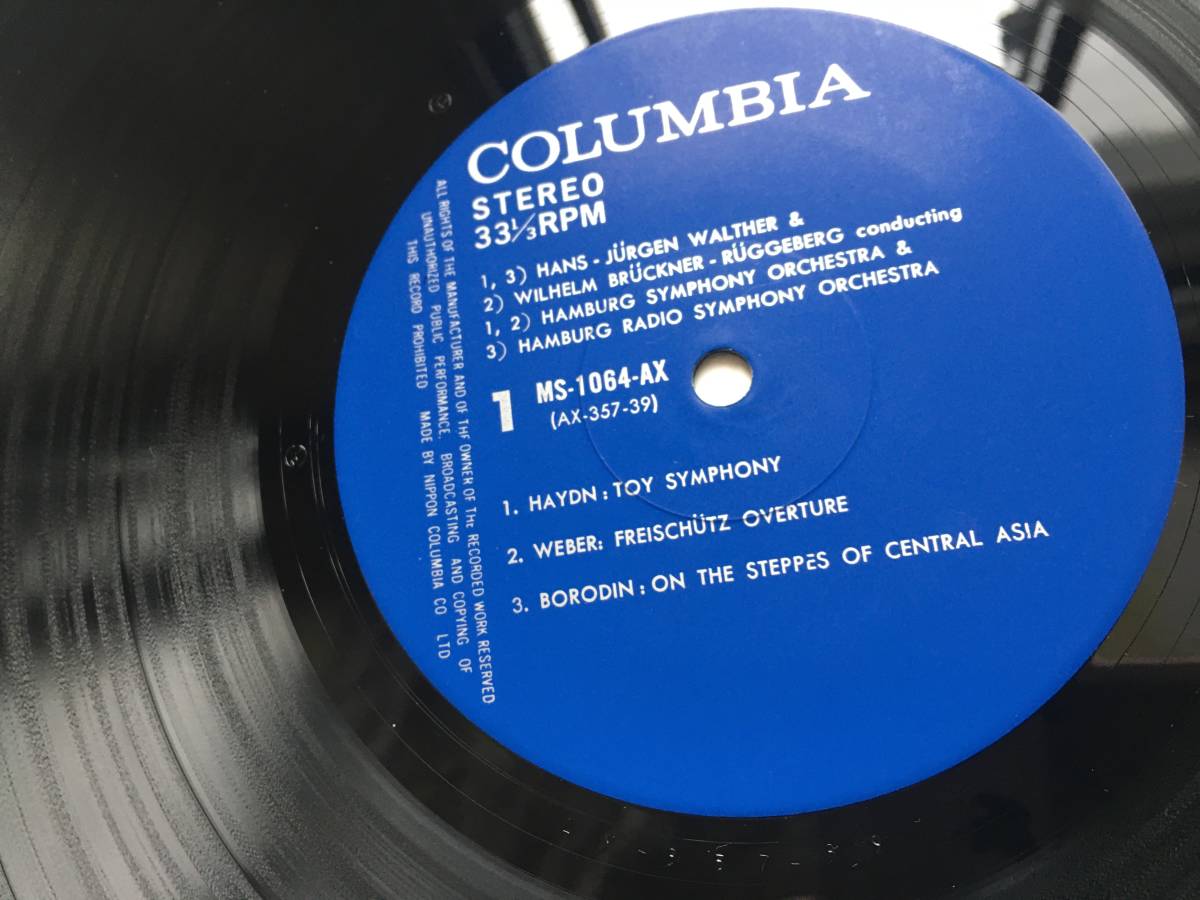 COLUMBIA
STEREO
33⅓RPM
1, 3) HANS - JÜRGEN WALTHER &
2) WILHELM BRÜCKNER - RÜGGEBERG conducting
1, 2) HAMBURG SYMPHONY ORCHESTRA &
3) HAMBURG RADIO SYMPHONY ORCHESTRA
1 MS-1064-AX
(AX-357-39)
1. HAYDN : TOY SYMPHONY
2. WEBER: FREISCHÜTZ OVERTURE
3. BORODIN : ON THE STEPPES OF CENTRAL ASIA
ALL RIGHTS OF THE MANUFACTURER AND OF THE OWNER OF THE RECORDED WORK RESERVED
UNAUTHORIZED PUBLIC PERFORMANCE. BROADCASTING AND COPYING OF
THIS RECORD PROHIBITED MADE BY NIPPON COLUMBIA CO LTD